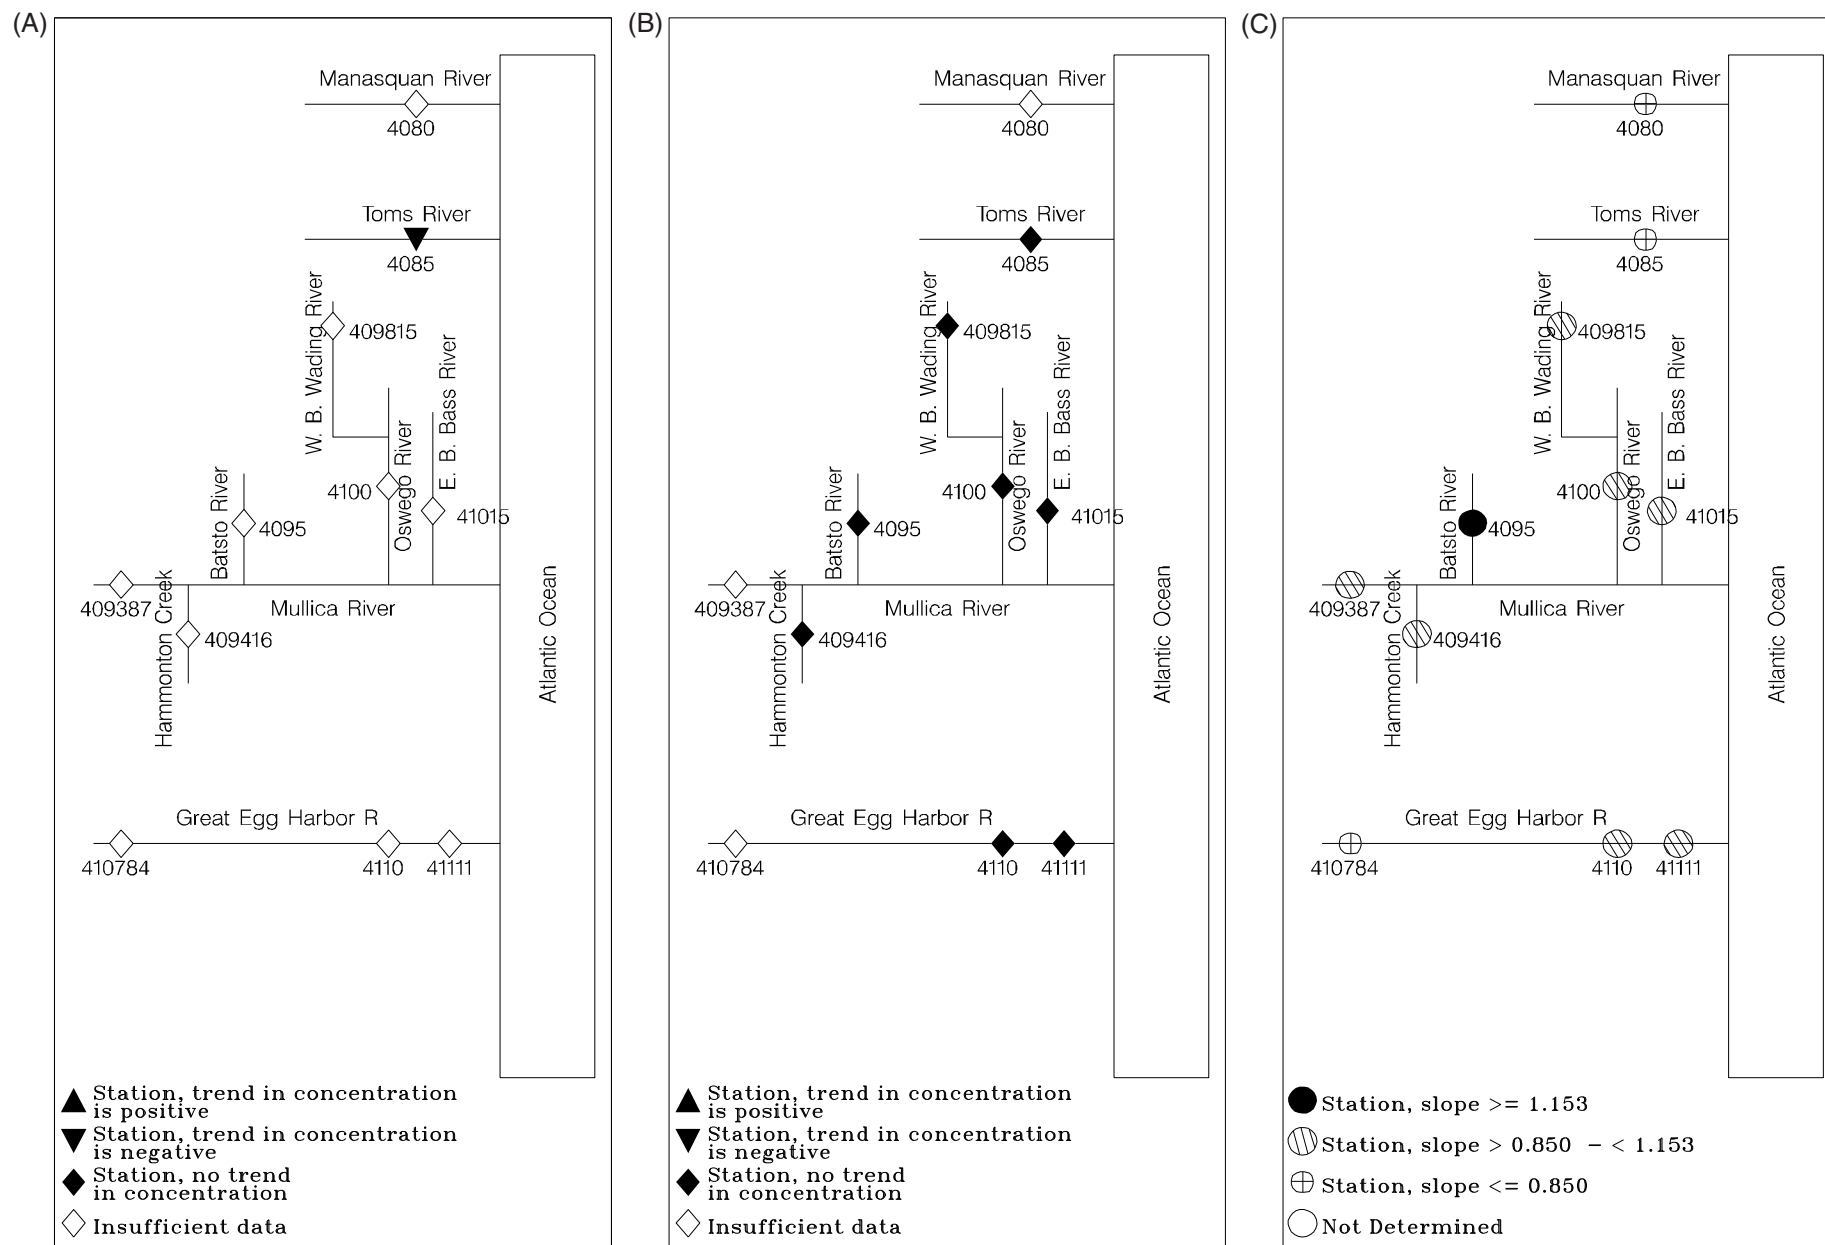 (A)
Manasquan River
4080
Toms River
4085
W. B. Wading River
409815
E. B. Bass River
Oswego River
4100
41015
Batsto River
4095
409387
Hammonton Creek
Mullica River
409416
Atlantic Ocean
Great Egg Harbor R
410784
4110
41111
Station, trend in concentration
is positive
Station, trend in concentration
is negative
Station, no trend
in concentration
Insufficient data
(B)
Manasquan River
4080
Toms River
4085
W. B. Wading River
409815
E. B. Bass River
Oswego River
4100
41015
Batsto River
4095
409387
Hammonton Creek
Mullica River
409416
Atlantic Ocean
Great Egg Harbor R
410784
4110
41111
Station, trend in concentration
is positive
Station, trend in concentration
is negative
Station, no trend
in concentration
Insufficient data
(C)
Manasquan River
4080
Toms River
4085
W. B. Wading River
409815
E. B. Bass River
Oswego River
4100
41015
Batsto River
4095
409387
Hammonton Creek
Mullica River
409416
Atlantic Ocean
Great Egg Harbor R
410784
4110
41111
Station, slope >= 1.153
Station, slope > 0.850 - < 1.153
Station, slope <= 0.850
Not Determined